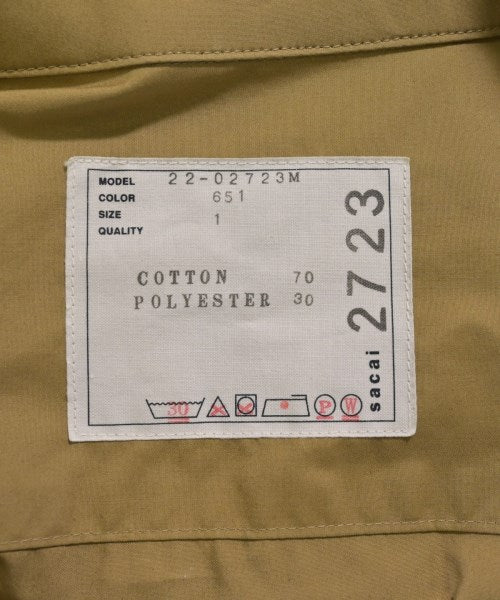 MODEL 22-02723M
COLOR 651
SIZE 1
QUALITY
COTTON 70
POLYESTER 30
sacai 2723
30 P W